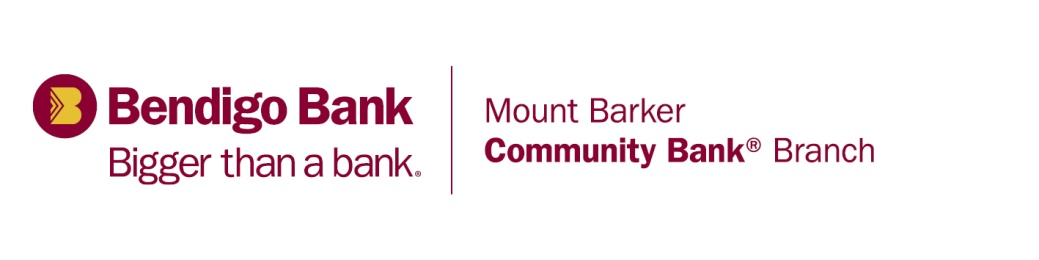 Bendigo Bank
Bigger than a bank.®
Mount Barker
Community Bank® Branch